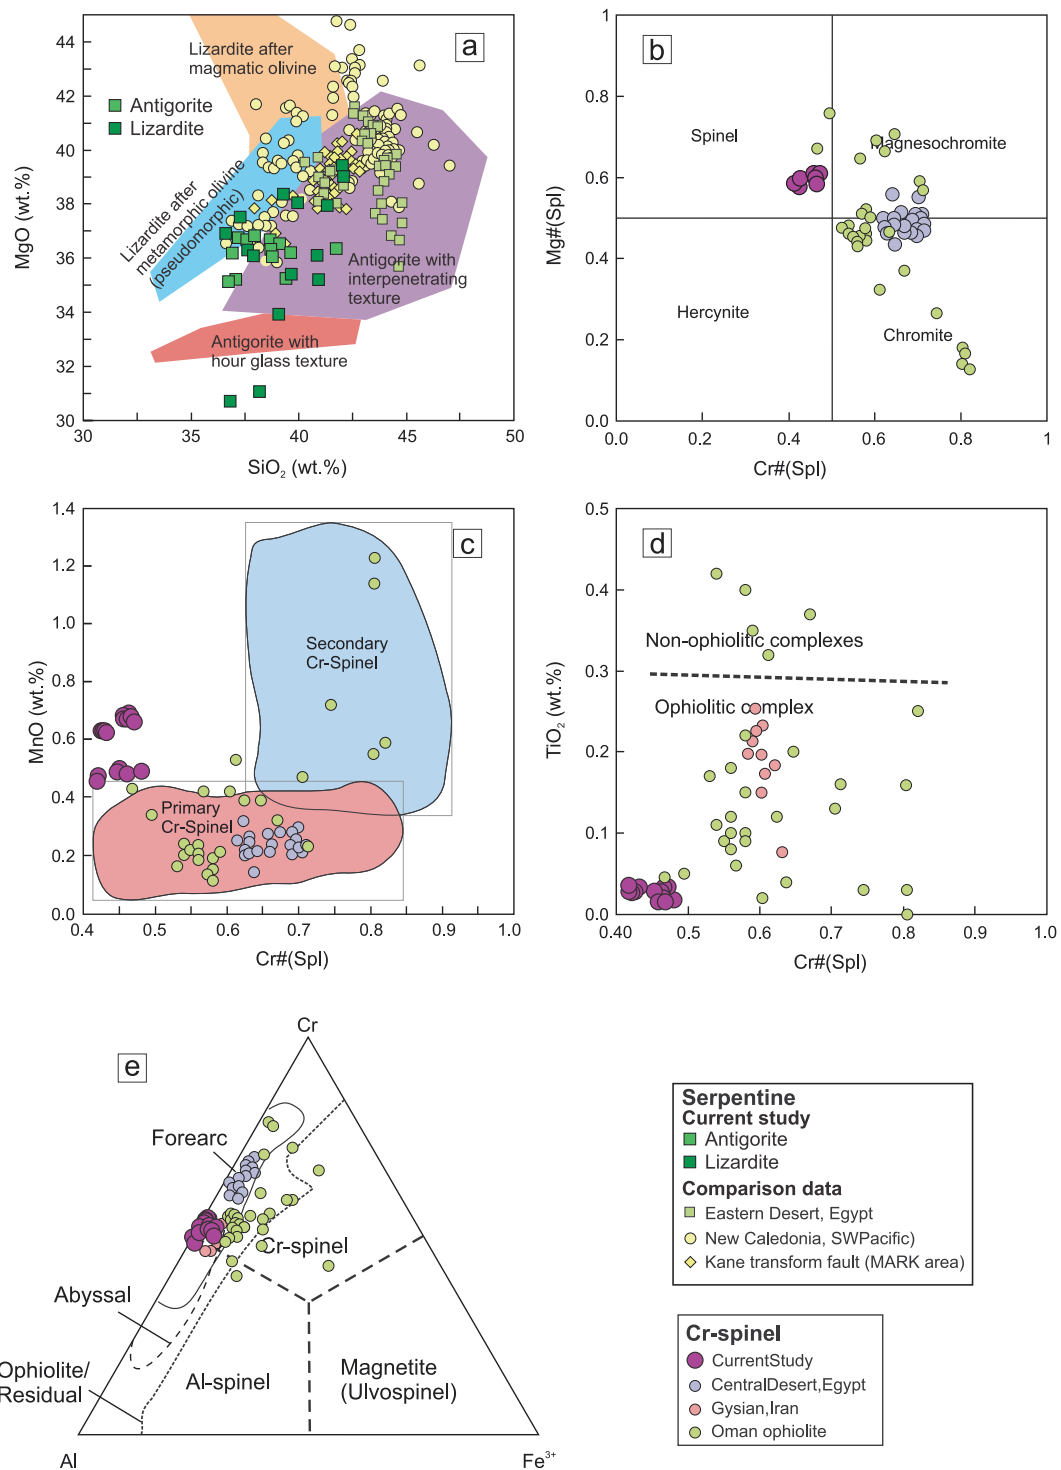 a
Lizardite after
magmatic olivine
Antigorite
Lizardite
Lizardite after
metamorphic olivine
(pseudomorphic)
Antigorite with
interpenetrating
texture
Antigorite with
hour glass texture
44
42
40
38
36
34
32
30
MgO (wt.%)
30 35 40 45 50
SiO₂ (wt.%)
b
Spinel
Magnesochromite
Hercynite
Chromite
1
0.8
0.6
0.4
0.2
0.0
Mg#(Spl)
0.0 0.2 0.4 0.6 0.8 1
Cr#(Spl)
c
Secondary
Cr-Spinel
Primary
Cr-Spinel
1.4
1.2
1.0
0.8
0.6
0.4
0.2
0.0
MnO (wt.%)
0.4 0.5 0.6 0.7 0.8 0.9 1.0
Cr#(Spl)
d
Non-ophiolitic complexes
Ophiolitic complex
0.5
0.4
0.3
0.2
0.1
0.0
TiO₂ (wt.%)
0.4 0.5 0.6 0.7 0.8 0.9 1.0
Cr#(Spl)
e
Cr
Forearc
Cr-spinel
Abyssal
Ophiolite/
Residual
Al-spinel
Magnetite
(Ulvospinel)
Al
Fe³⁺
Serpentine
Current study
Antigorite
Lizardite
Comparison data
Eastern Desert, Egypt
New Caledonia, SWPacific)
Kane transform fault (MARK area)
Cr-spinel
CurrentStudy
CentralDesert,Egypt
Gysian,Iran
Oman ophiolite